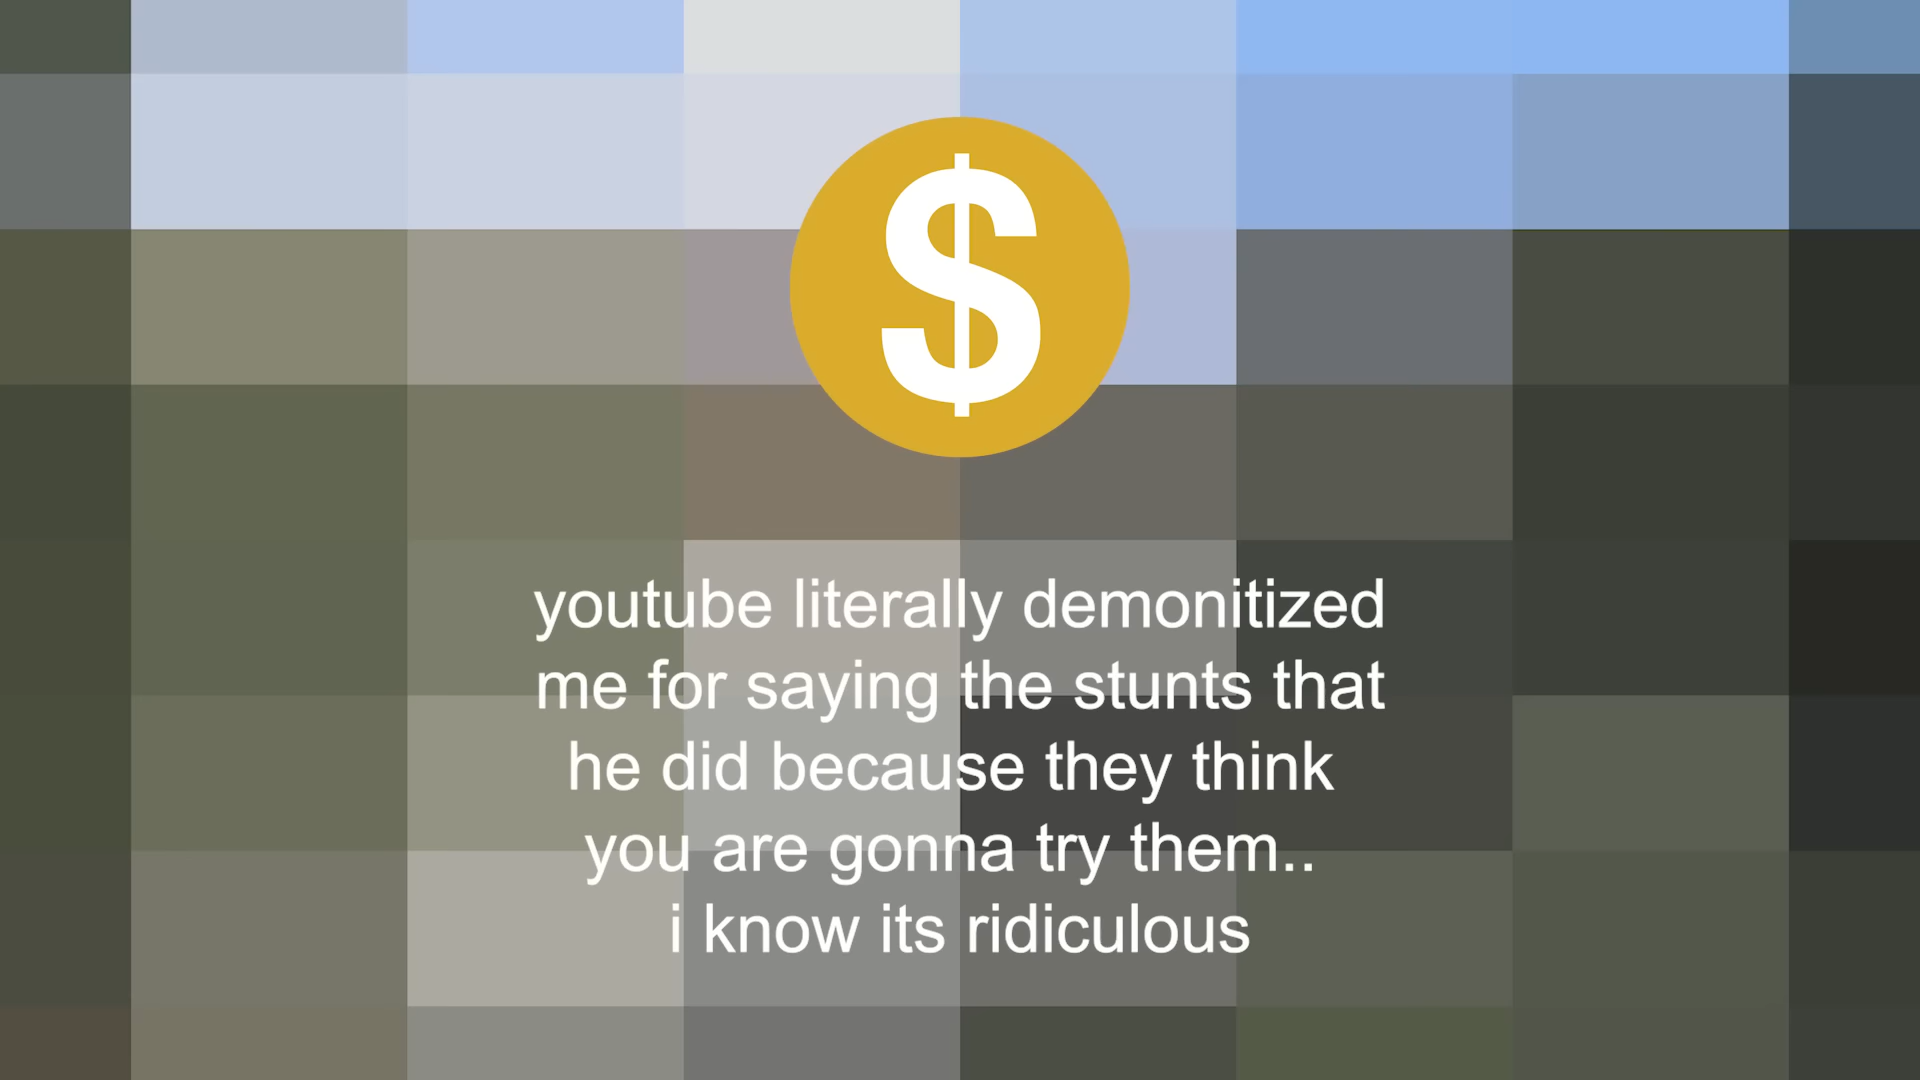 $
youtube literally demonitized
me for saying the stunts that
he did because they think
you are gonna try them..
i know its ridiculous